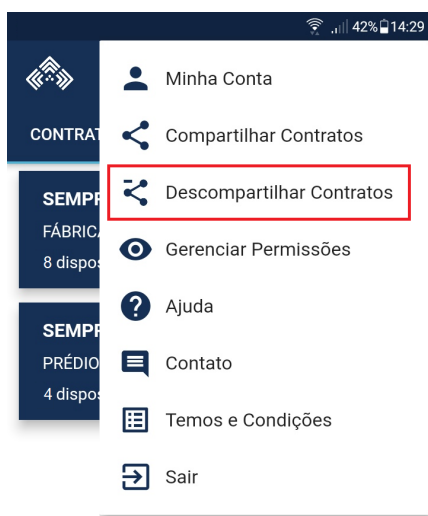 42% 14:29
Minha Conta
CONTRAT
Compartilhar Contratos
SEMPR
Descompartilhar Contratos
FÁBRICA
8 dispos
Gerenciar Permissões
Ajuda
SEMPR
PRÉDIO
Contato
4 dispos
Temos e Condições
Sair